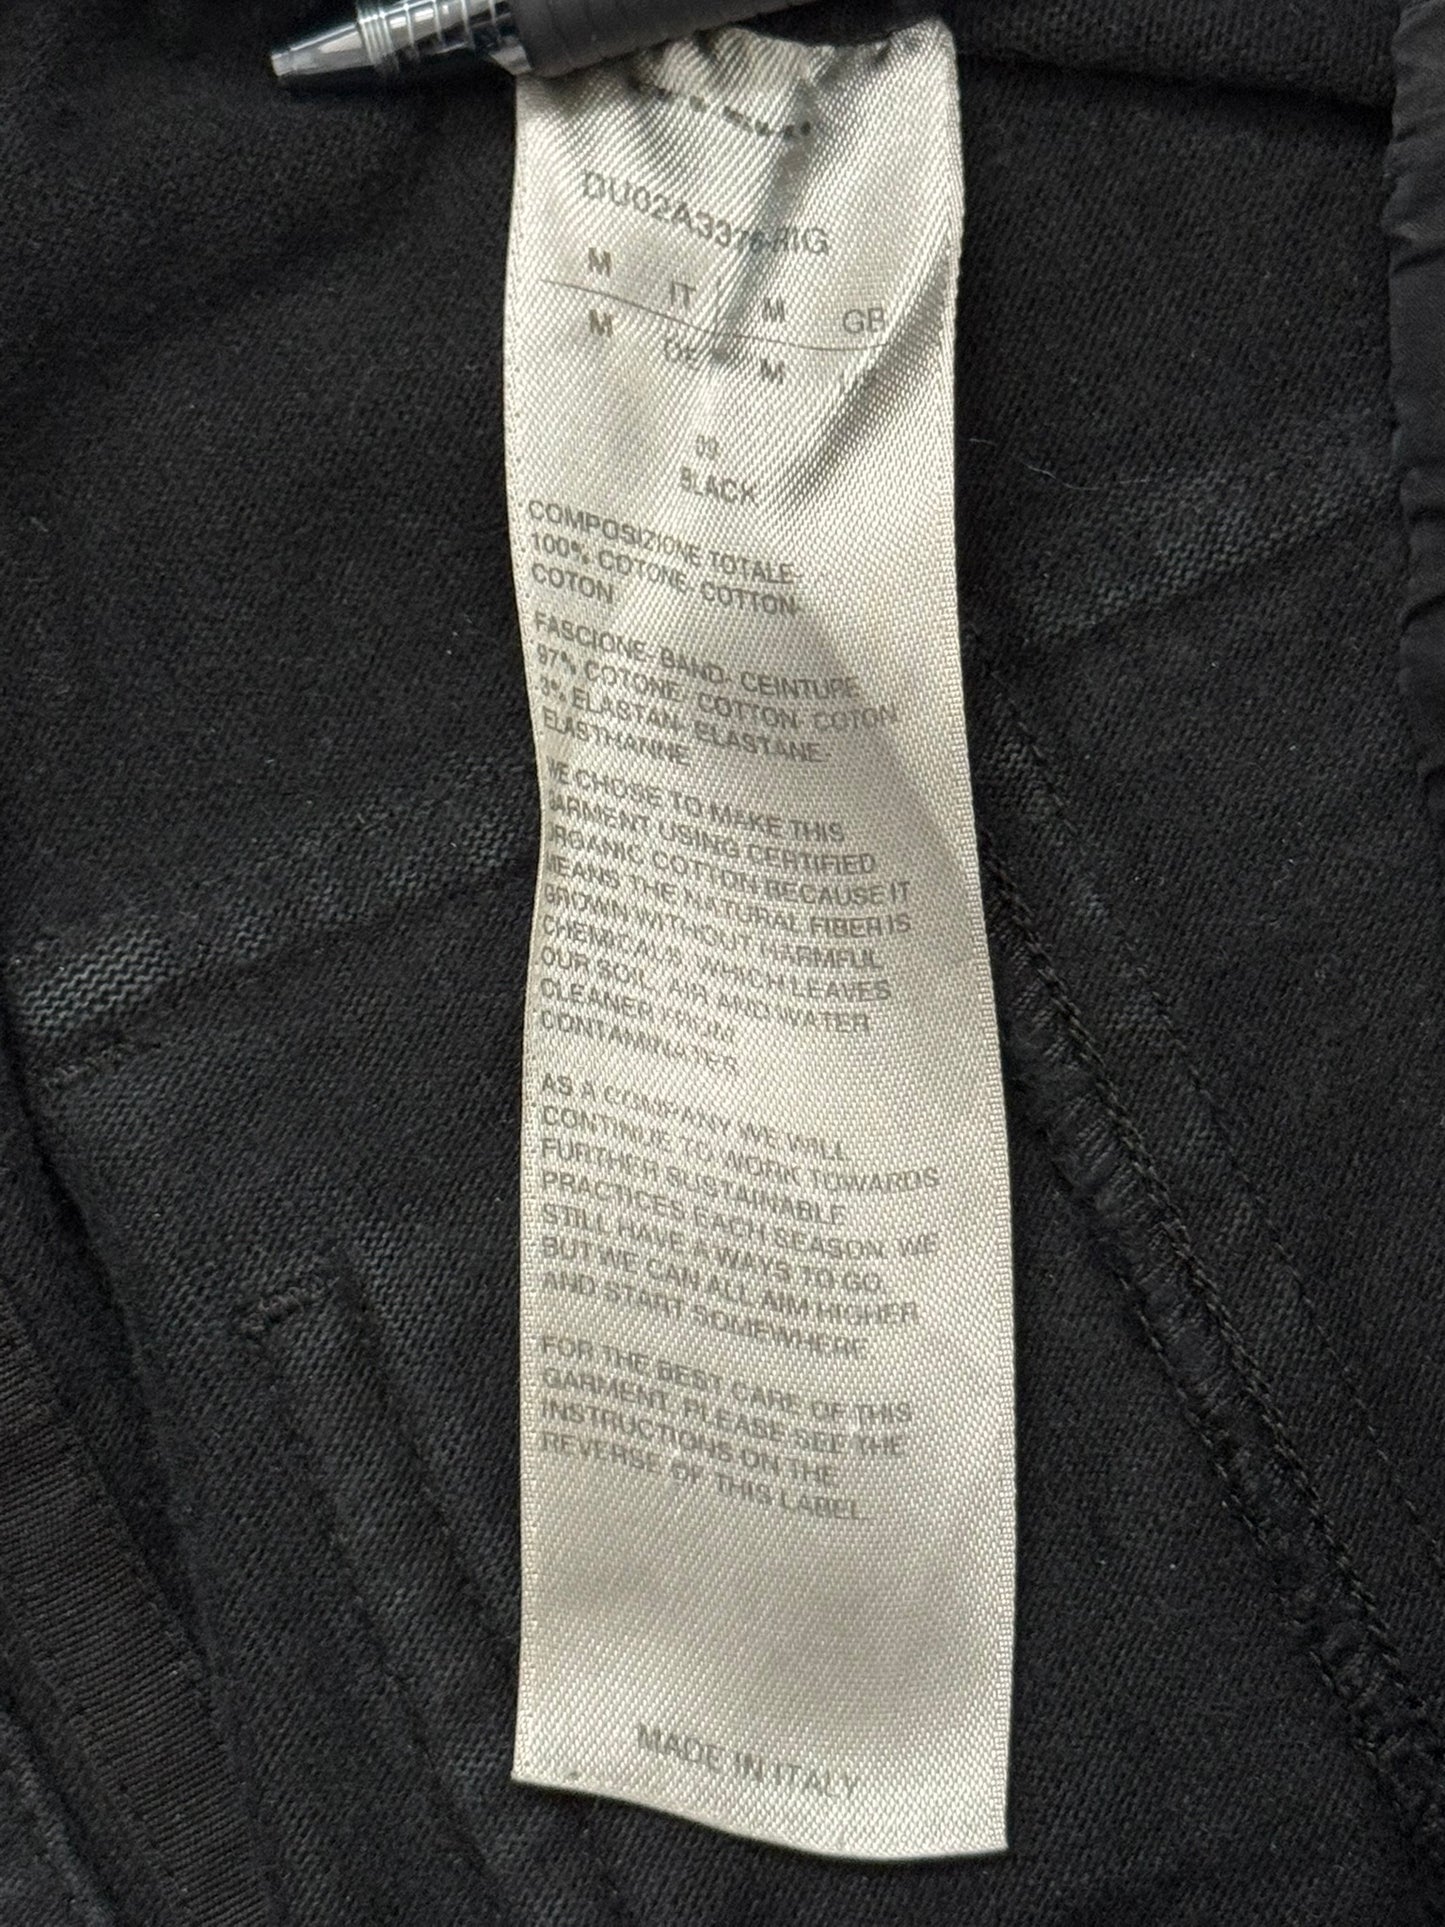 M IT M GB
M DE M
BLACK
COMPOSIZIONE TOTALE-
100% COTONE- COTTON-
COTON
FASCIONE- BAND- CEINTURE
97% COTONE- COTTON- COTON
3% ELASTAN- ELASTANE
ELASTHANNE
WE CHOSE TO MAKE THIS
GARMENT USING CERTIFIED
ORGANIC COTTON BECAUSE IT
MEANS THE NATURAL FIBER IS
GROWN WITHOUT HARMFUL
CHEMICALS, WHICH LEAVES
OUR SOIL, AIR AND WATER
CLEANER FROM
CONTAMINATER.
AS A COMPANY WE WILL
CONTINUE TO WORK TOWARDS
FURTHER SUSTAINABLE
PRACTICES EACH SEASON. WE
STILL HAVE A WAYS TO GO,
BUT WE CAN ALL AIM HIGHER
AND START SOMEWHERE.
FOR THE BEST CARE OF THIS
GARMENT, PLEASE SEE THE
INSTRUCTIONS ON THE
REVERSE OF THIS LABEL.
MADE IN ITALY